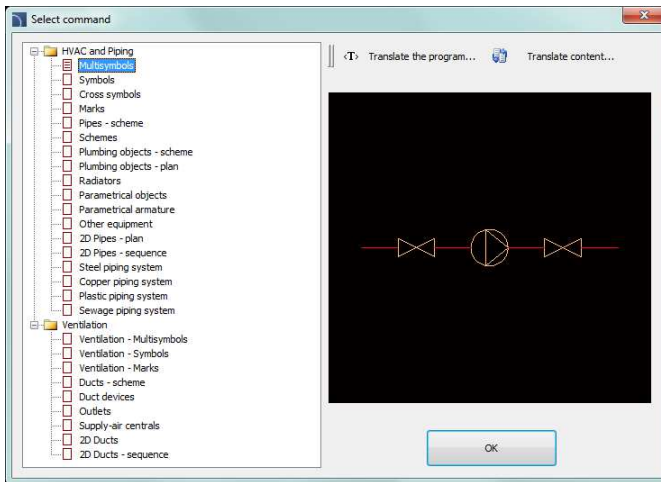 Select command
HVAC and Piping
Multisymbols
Symbols
Cross symbols
Marks
Pipes - scheme
Schemes
Plumbing objects - scheme
Plumbing objects - plan
Radiators
Parametrical objects
Parametrical armature
Other equipment
2D Pipes - plan
2D Pipes - sequence
Steel piping system
Copper piping system
Plastic piping system
Sewage piping system
Ventilation
Ventilation - Multisymbols
Ventilation - Symbols
Ventilation - Marks
Ducts - scheme
Duct devices
Outlets
Supply-air centrals
2D Ducts
2D Ducts - sequence
‹T› Translate the program... Translate content...
OK